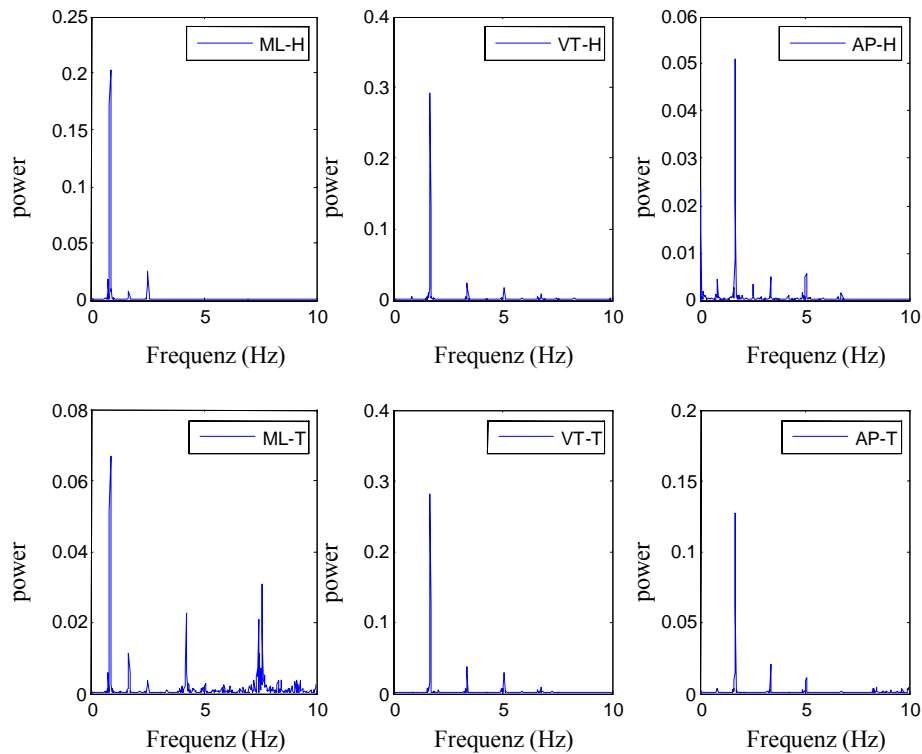 0.25
0.2
0.15
0.1
0.05
0
power
ML-H
0 5 10
Frequenz (Hz)
0.4
0.3
0.2
0.1
0
power
VT-H
0 5 10
Frequenz (Hz)
0.06
0.05
0.04
0.03
0.02
0.01
0
power
AP-H
0 5 10
Frequenz (Hz)
0.08
0.06
0.04
0.02
0
power
ML-T
0 5 10
Frequenz (Hz)
0.4
0.3
0.2
0.1
0
power
VT-T
0 5 10
Frequenz (Hz)
0.2
0.15
0.1
0.05
0
power
AP-T
0 5 10
Frequenz (Hz)